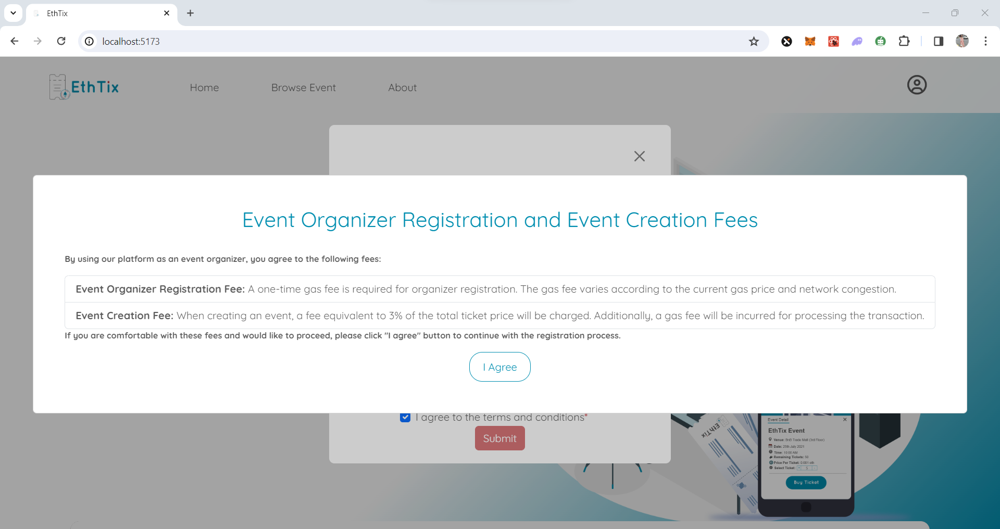 EthTix
localhost:5173
EthTix
Home
Browse Event
About
Event Organizer Registration and Event Creation Fees
By using our platform as an event organizer, you agree to the following fees:
Event Organizer Registration Fee: A one-time gas fee is required for organizer registration. The gas fee varies according to the current gas price and network congestion.
Event Creation Fee: When creating an event, a fee equivalent to 3% of the total ticket price will be charged. Additionally, a gas fee will be incurred for processing the transaction.
If you are comfortable with these fees and would like to proceed, please click "I agree" button to continue with the registration process.
I Agree
I agree to the terms and conditions*
Submit
EthTix
Event Detail
EthTix Event
Venue: BnB Trade Mall (3rd Floor)
Date: 25th July 2021
Time: 10:00 AM
Remaining Tickets: 50
Price Per Ticket: 0.001 eth
Select Ticket: + 5 -
Buy Ticket